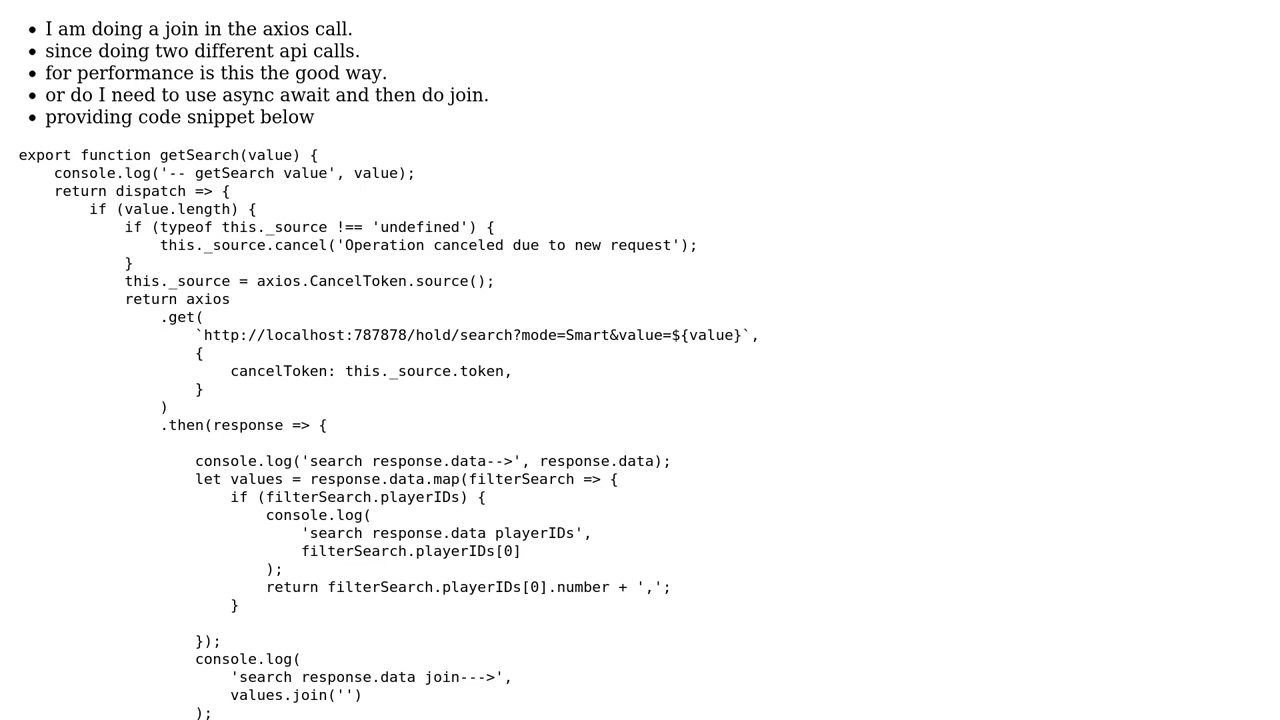 • I am doing a join in the axios call.
• since doing two different api calls.
• for performance is this the good way.
• or do I need to use async await and then do join.
• providing code snippet below
export function getSearch(value) {
    console.log('-- getSearch value', value);
    return dispatch => {
        if (value.length) {
            if (typeof this._source !== 'undefined') {
                this._source.cancel('Operation canceled due to new request');
            }
            this._source = axios.CancelToken.source();
            return axios
                .get(
                    `http://localhost:787878/hold/search?mode=Smart&value=${value}`,
                    {
                        cancelToken: this._source.token,
                    }
                )
                .then(response => {
                    console.log('search response.data-->', response.data);
                    let values = response.data.map(filterSearch => {
                        if (filterSearch.playerIDs) {
                            console.log(
                                'search response.data playerIDs',
                                filterSearch.playerIDs[0]
                            );
                            return filterSearch.playerIDs[0].number + ',';
                        }
                    });
                    console.log(
                        'search response.data join--->',
                        values.join('')
                    );